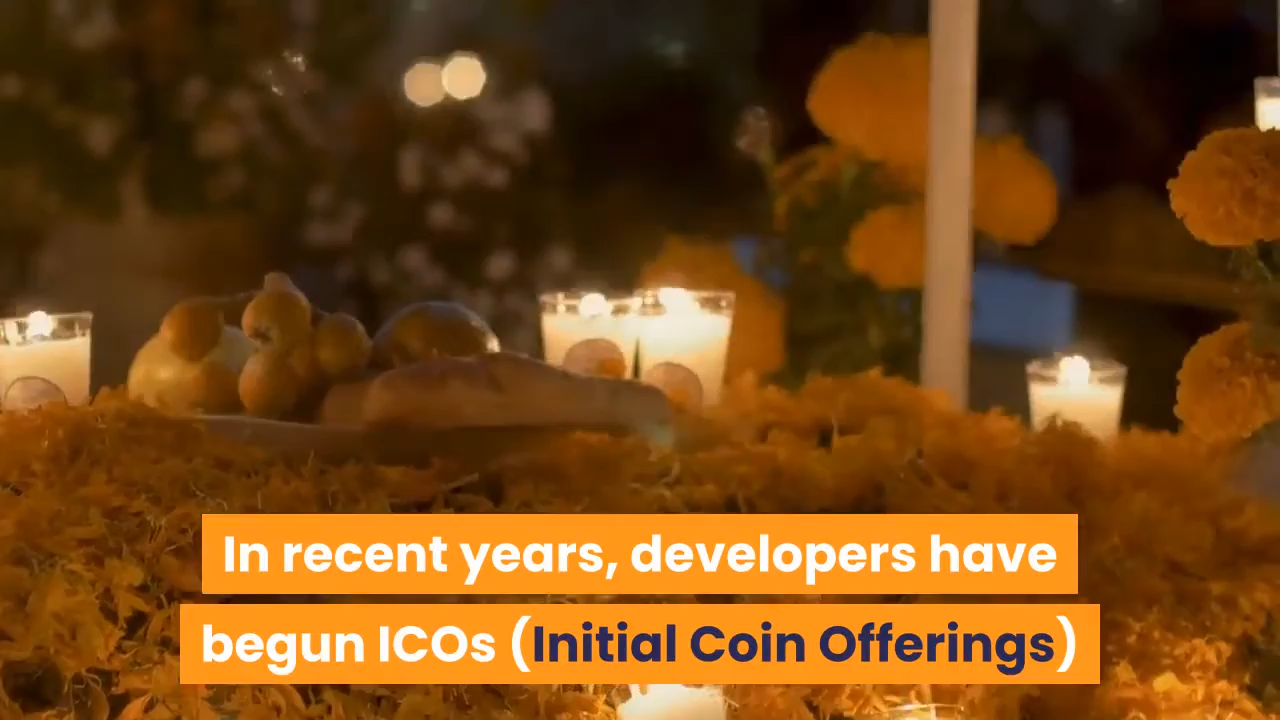 In recent years, developers have
begun ICOs (Initial Coin Offerings)